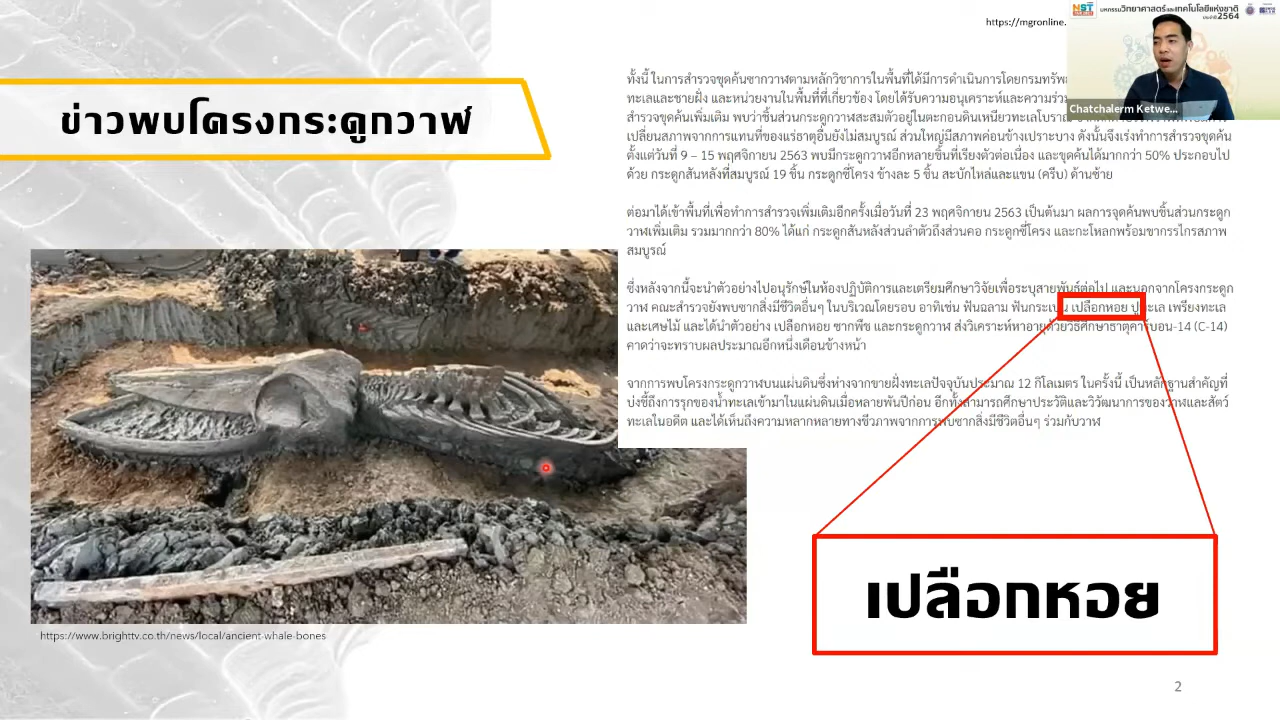 https://mgronline.
NST
มหกรรมวิทยาศาสตร์และเทคโนโลยีแห่งชาติ
ประจำปี 2564
Chatchalerm Ketwe...
ข่าวพบโครงกระดูกวาฬ
ทั้งนี้ ในการสำรวจขุดค้นซากวาฬตามหลักวิชาการในพื้นที่ได้มีการดำเนินการโดยกรมทรัพ
ทะเลและชายฝั่ง และหน่วยงานในพื้นที่ที่เกี่ยวข้อง โดยได้รับความอนุเคราะห์และความร่วม
สำรวจขุดค้นเพิ่มเติม พบว่าชิ้นส่วนกระดูกวาฬสะสมตัวอยู่ในตะกอนดินเหนียวทะเลโบราณ
เปลี่ยนสภาพจากการแทนที่ของแร่ธาตุอื่นยังไม่สมบูรณ์ ส่วนใหญ่มีสภาพค่อนข้างเปราะบาง ดังนั้นจึงเร่งทำการสำรวจขุดค้น
ตั้งแต่วันที่ 9 – 15 พฤศจิกายน 2563 พบมีกระดูกวาฬอีกหลายชิ้นที่เรียงตัวต่อเนื่อง และขุดค้นได้มากกว่า 50% ประกอบไป
ด้วย กระดูกสันหลังที่สมบูรณ์ 19 ชิ้น กระดูกซี่โครง ข้างละ 5 ชิ้น สะบักไหล่และแขน (ครีบ) ด้านซ้าย
ต่อมาได้เข้าพื้นที่เพื่อทำการสำรวจเพิ่มเติมอีกครั้งเมื่อวันที่ 23 พฤศจิกายน 2563 เป็นต้นมา ผลการขุดค้นพบชิ้นส่วนกระดูก
วาฬเพิ่มเติม รวมมากกว่า 80% ได้แก่ กระดูกสันหลังส่วนลำตัวถึงส่วนคอ กระดูกซี่โครง และกะโหลกพร้อมขากรรไกรสภาพ
สมบูรณ์
ซึ่งหลังจากนี้จะนำตัวอย่างไปอนุรักษ์ในห้องปฏิบัติการและเตรียมศึกษาวิจัยเพื่อระบุสายพันธุ์ต่อไป และนอกจากโครงกระดูก
วาฬ คณะสำรวจยังพบซากสิ่งมีชีวิตอื่นๆ ในบริเวณโดยรอบ อาทิเช่น ฟันฉลาม ฟันกระเบน เปลือกหอย ปูทะเล เพรียงทะเล
และเศษไม้ และได้นำตัวอย่าง เปลือกหอย ซากพืช และกระดูกวาฬ ส่งวิเคราะห์หาอายุด้วยวิธีศึกษาธาตุคาร์บอน-14 (C-14)
คาดว่าจะทราบผลประมาณอีกหนึ่งเดือนข้างหน้า
จากการพบโครงกระดูกวาฬบนแผ่นดินซึ่งห่างจากชายฝั่งทะเลปัจจุบันประมาณ 12 กิโลเมตร ในครั้งนี้ เป็นหลักฐานสำคัญที่
บ่งชี้ถึงการรุกของน้ำทะเลเข้ามาในแผ่นดินเมื่อหลายพันปีก่อน อีกทั้งสามารถศึกษาประวัติและวิวัฒนาการของวาฬและสัตว์
ทะเลในอดีต และได้เห็นถึงความหลากหลายทางชีวภาพจากการพบซากสิ่งมีชีวิตอื่นๆ ร่วมกับวาฬ
เปลือกหอย
https://www.brighttv.co.th/news/local/ancient-whale-bones
2